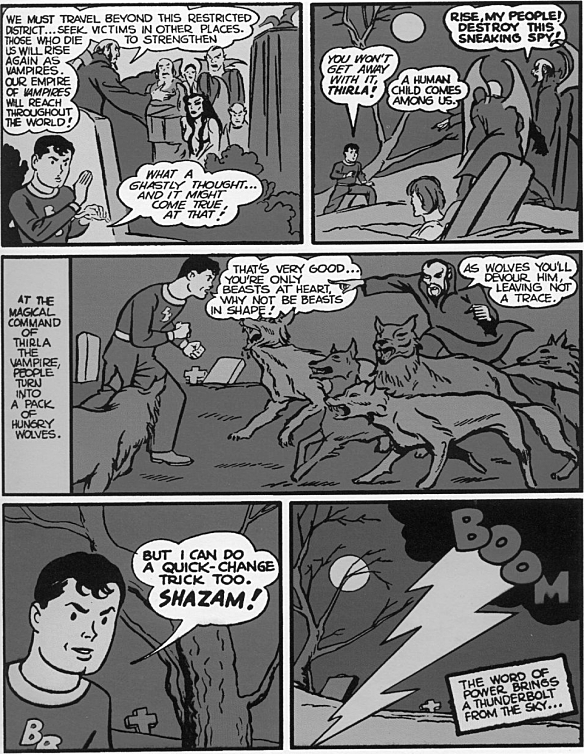 WE MUST TRAVEL BEYOND THIS RESTRICTED
DISTRICT...SEEK VICTIMS IN OTHER PLACES.
THOSE WHO DIE TO STRENGTHEN
US WILL RISE
AGAIN AS
VAMPIRES.
OUR EMPIRE
OF VAMPIRES
WILL REACH
THROUGHOUT
THE WORLD!
WHAT A
GHASTLY THOUGHT...
AND IT MIGHT
COME TRUE,
AT THAT!
RISE, MY PEOPLE!
DESTROY THIS
SNEAKING SPY!
YOU WON'T
GET AWAY
WITH IT,
THIRLA!
A HUMAN
CHILD COMES
AMONG US.
AT THE
MAGICAL
COMMAND
OF
THIRLA
THE
VAMPIRE,
PEOPLE
TURN
INTO
A PACK
OF
HUNGRY
WOLVES.
THAT'S VERY GOOD...
YOU'RE ONLY
BEASTS AT HEART,
WHY NOT BE BEASTS
IN SHAPE!
AS WOLVES YOU'LL
DEVOUR HIM,
LEAVING NOT
A TRACE.
BUT I CAN DO
A QUICK-CHANGE
TRICK TOO.
SHAZAM!
BR
BOOM
THE WORD OF
POWER BRINGS
A THUNDERBOLT
FROM THE SKY...